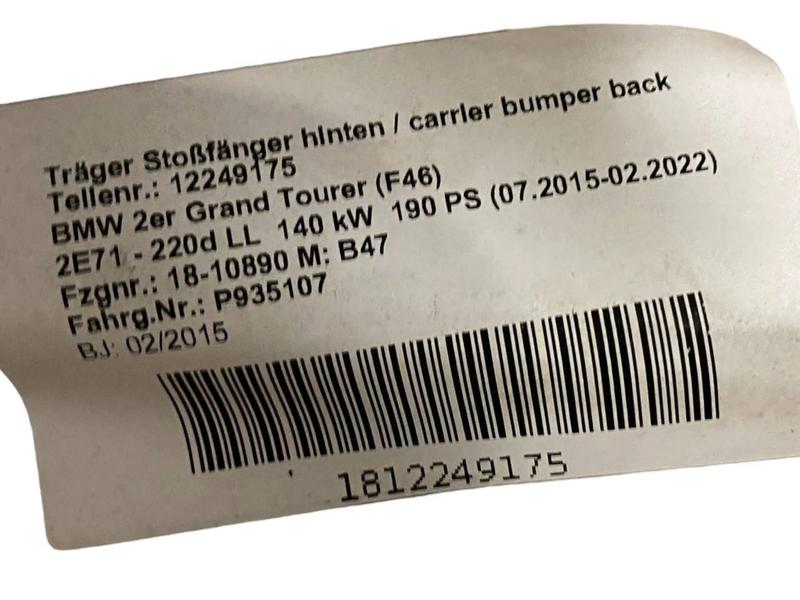 Träger Stoßfänger hInten / carrIer bumper back
Tellenr.: 12249175
BMW 2er Grand Tourer (F46)
2E71 - 220d LL 140 kW 190 PS (07.2015-02.2022)
Fzgnr.: 18-10890 M: B47
Fahrg.Nr.: P935107
BJ: 02/2015
1812249175